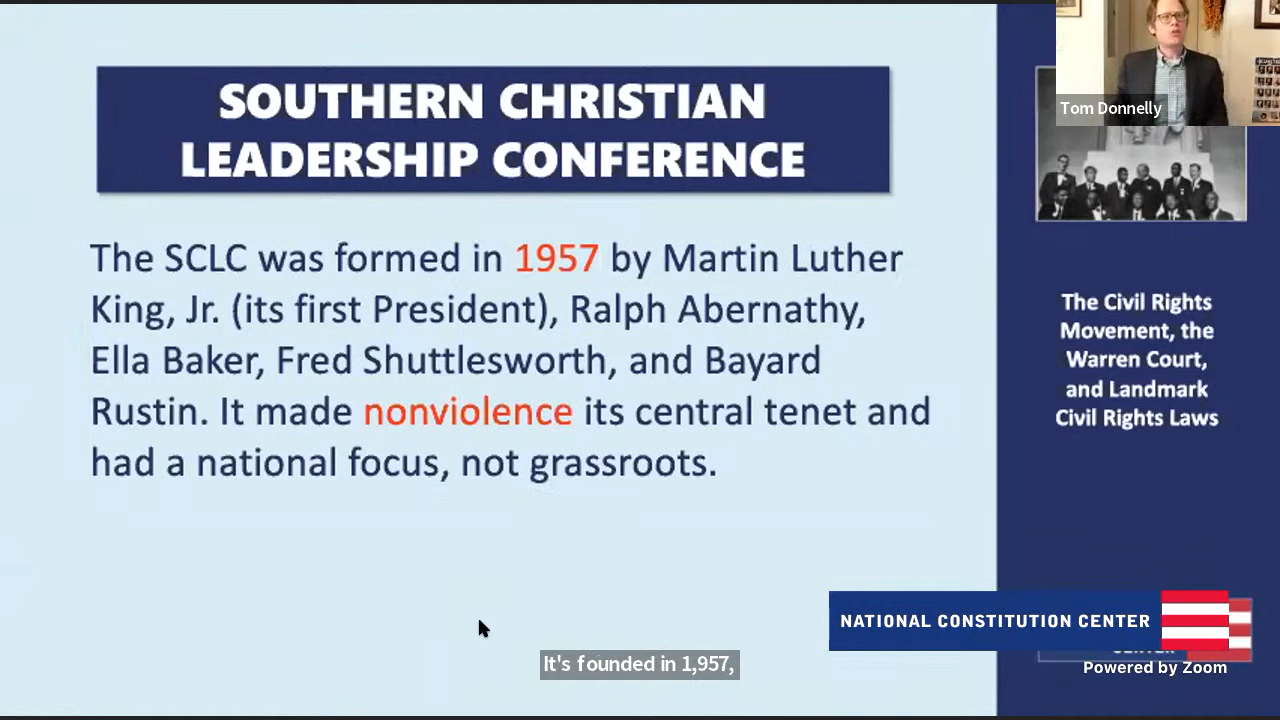 SOUTHERN CHRISTIAN
LEADERSHIP CONFERENCE
The SCLC was formed in 1957 by Martin Luther
King, Jr. (its first President), Ralph Abernathy,
Ella Baker, Fred Shuttlesworth, and Bayard
Rustin. It made nonviolence its central tenet and
had a national focus, not grassroots.
Tom Donnelly
The Civil Rights
Movement, the
Warren Court,
and Landmark
Civil Rights Laws
NATIONAL CONSTITUTION CENTER
It's founded in 1,957,
Powered by Zoom